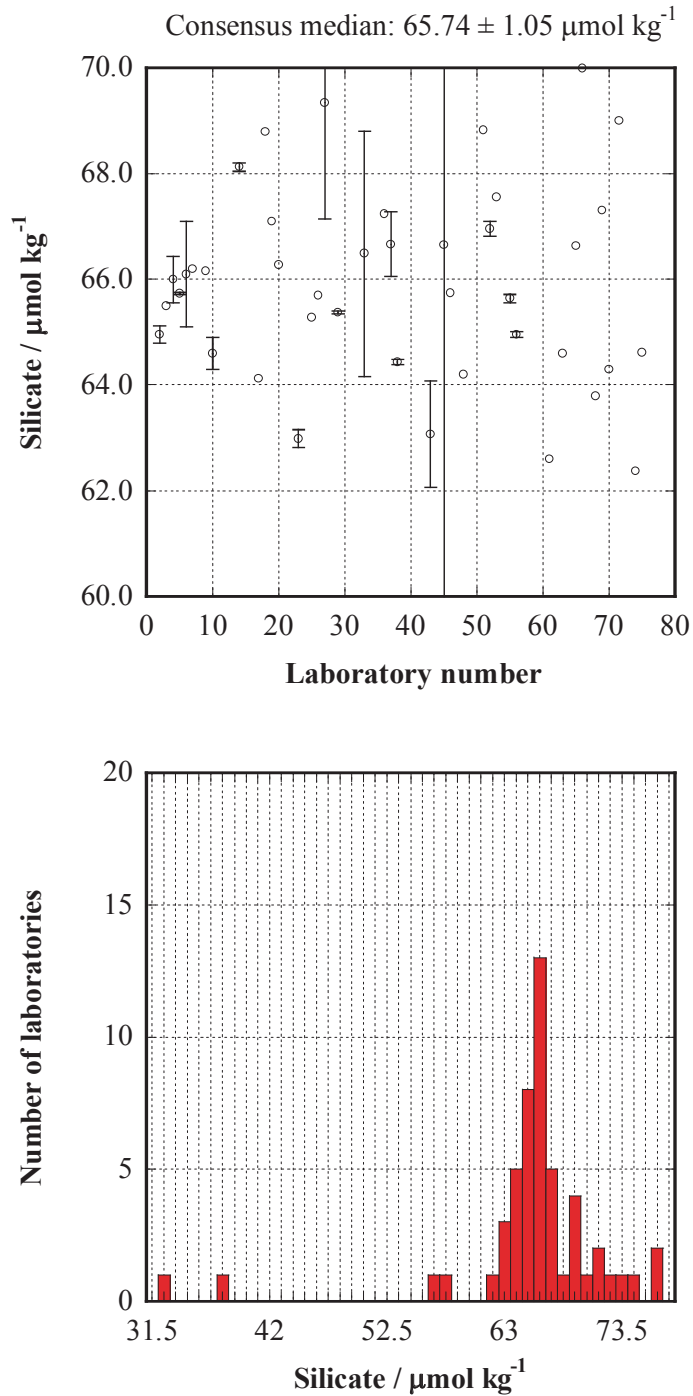 Consensus median: 65.74 ± 1.05 μmol kg⁻¹
70.0
68.0
66.0
64.0
62.0
60.0
Silicate / μmol kg⁻¹
0 10 20 30 40 50 60 70 80
Laboratory number
20
15
10
5
0
Number of laboratories
31.5 42 52.5 63 73.5
Silicate / μmol kg⁻¹